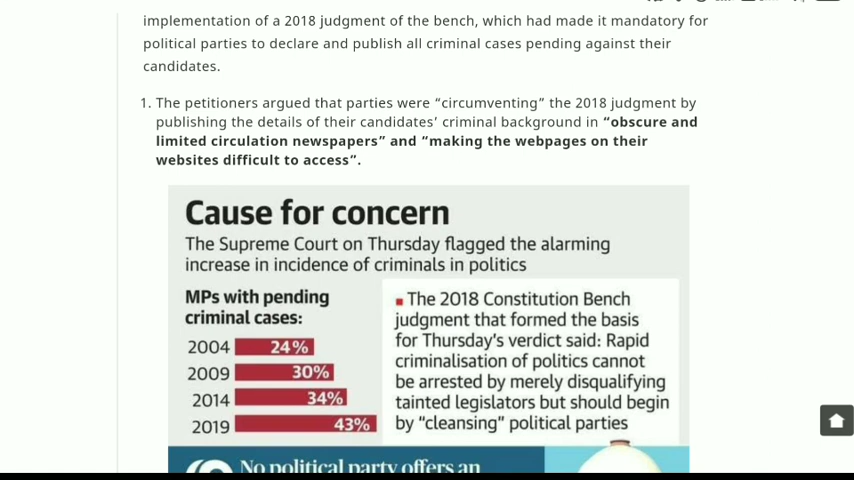 implementation of a 2018 judgment of the bench, which had made it mandatory for
political parties to declare and publish all criminal cases pending against their
candidates.
1. The petitioners argued that parties were “circumventing” the 2018 judgment by
publishing the details of their candidates’ criminal background in “obscure and
limited circulation newspapers” and “making the webpages on their
websites difficult to access”.
Cause for concern
The Supreme Court on Thursday flagged the alarming
increase in incidence of criminals in politics
MPs with pending
criminal cases:
2004 24%
2009 30%
2014 34%
2019 43%
▪ The 2018 Constitution Bench
judgment that formed the basis
for Thursday’s verdict said: Rapid
criminalisation of politics cannot
be arrested by merely disqualifying
tainted legislators but should begin
by “cleansing” political parties
No political party offers an